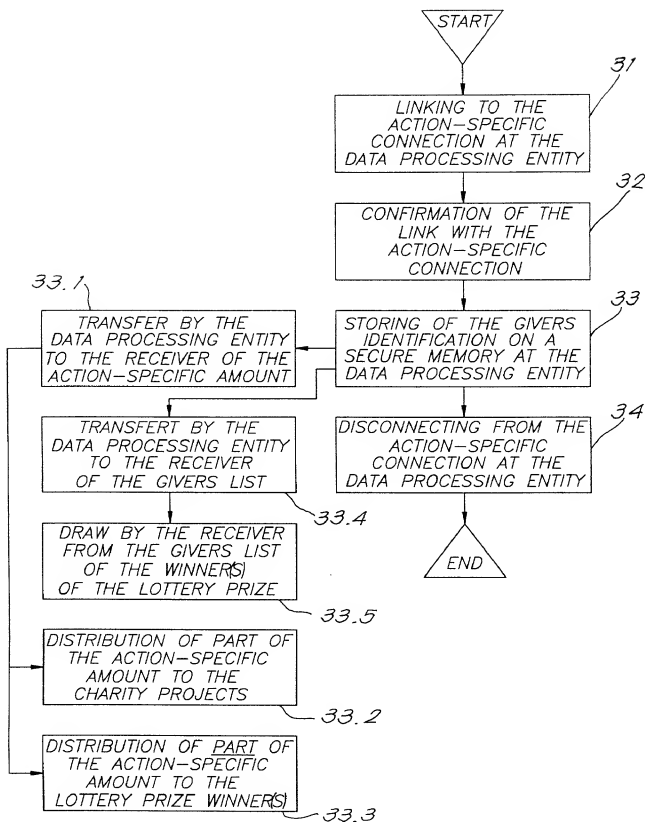 START
31
LINKING TO THE
ACTION-SPECIFIC
CONNECTION AT THE
DATA PROCESSING ENTITY
32
CONFIRMATION OF THE
LINK WITH THE
ACTION-SPECIFIC
CONNECTION
33.1
TRANSFER BY THE
DATA PROCESSING ENTITY
TO THE RECEIVER OF THE
ACTION-SPECIFIC AMOUNT
33
STORING OF THE GIVERS
IDENTIFICATION ON A
SECURE MEMORY AT THE
DATA PROCESSING ENTITY
TRANSFERT BY THE
DATA PROCESSING ENTITY
TO THE RECEIVER
OF THE GIVERS LIST
33.4
34
DISCONNECTING FROM THE
ACTION-SPECIFIC
CONNECTION AT THE
DATA PROCESSING ENTITY
DRAW BY THE RECEIVER
FROM THE GIVERS LIST
OF THE WINNER(S)
OF THE LOTTERY PRIZE
33.5
END
DISTRIBUTION OF PART OF
THE ACTION-SPECIFIC
AMOUNT TO THE
CHARITY PROJECTS
33.2
DISTRIBUTION OF PART OF
THE ACTION-SPECIFIC
AMOUNT TO THE
LOTTERY PRIZE WINNER(S)
33.3